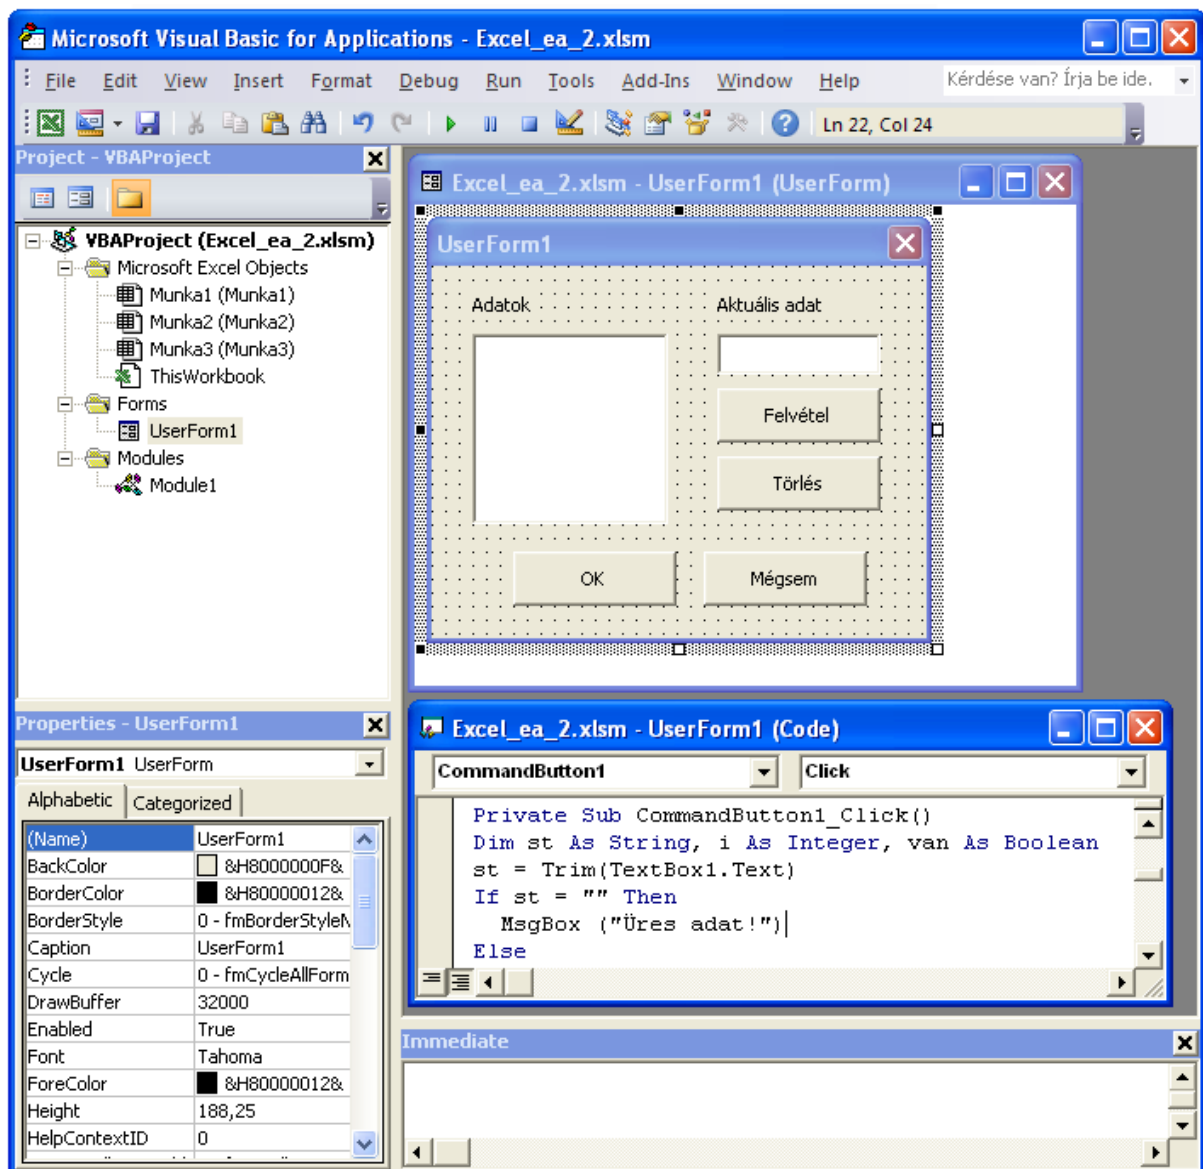 Microsoft Visual Basic for Applications - Excel_ea_2.xlsm
File Edit View Insert Format Debug Run Tools Add-Ins Window Help Kérdése van? Írja be ide.
Ln 22, Col 24
Project - VBAProject
VBAProject (Excel_ea_2.xlsm)
Microsoft Excel Objects
Munka1 (Munka1)
Munka2 (Munka2)
Munka3 (Munka3)
ThisWorkbook
Forms
UserForm1
Modules
Module1
Excel_ea_2.xlsm - UserForm1 (UserForm)
UserForm1
Adatok Aktuális adat
Felvétel
Törlés
OK Mégsem
Properties - UserForm1
UserForm1 UserForm
Alphabetic Categorized
(Name) UserForm1
BackColor &H8000000F&
BorderColor &H80000012&
BorderStyle 0 - fmBorderStyleN
Caption UserForm1
Cycle 0 - fmCycleAllForm
DrawBuffer 32000
Enabled True
Font Tahoma
ForeColor &H80000012&
Height 188,25
HelpContextID 0
Excel_ea_2.xlsm - UserForm1 (Code)
CommandButton1 Click
Private Sub CommandButton1_Click()
Dim st As String, i As Integer, van As Boolean
st = Trim(TextBox1.Text)
If st = "" Then
MsgBox ("Üres adat!")
Else
Immediate